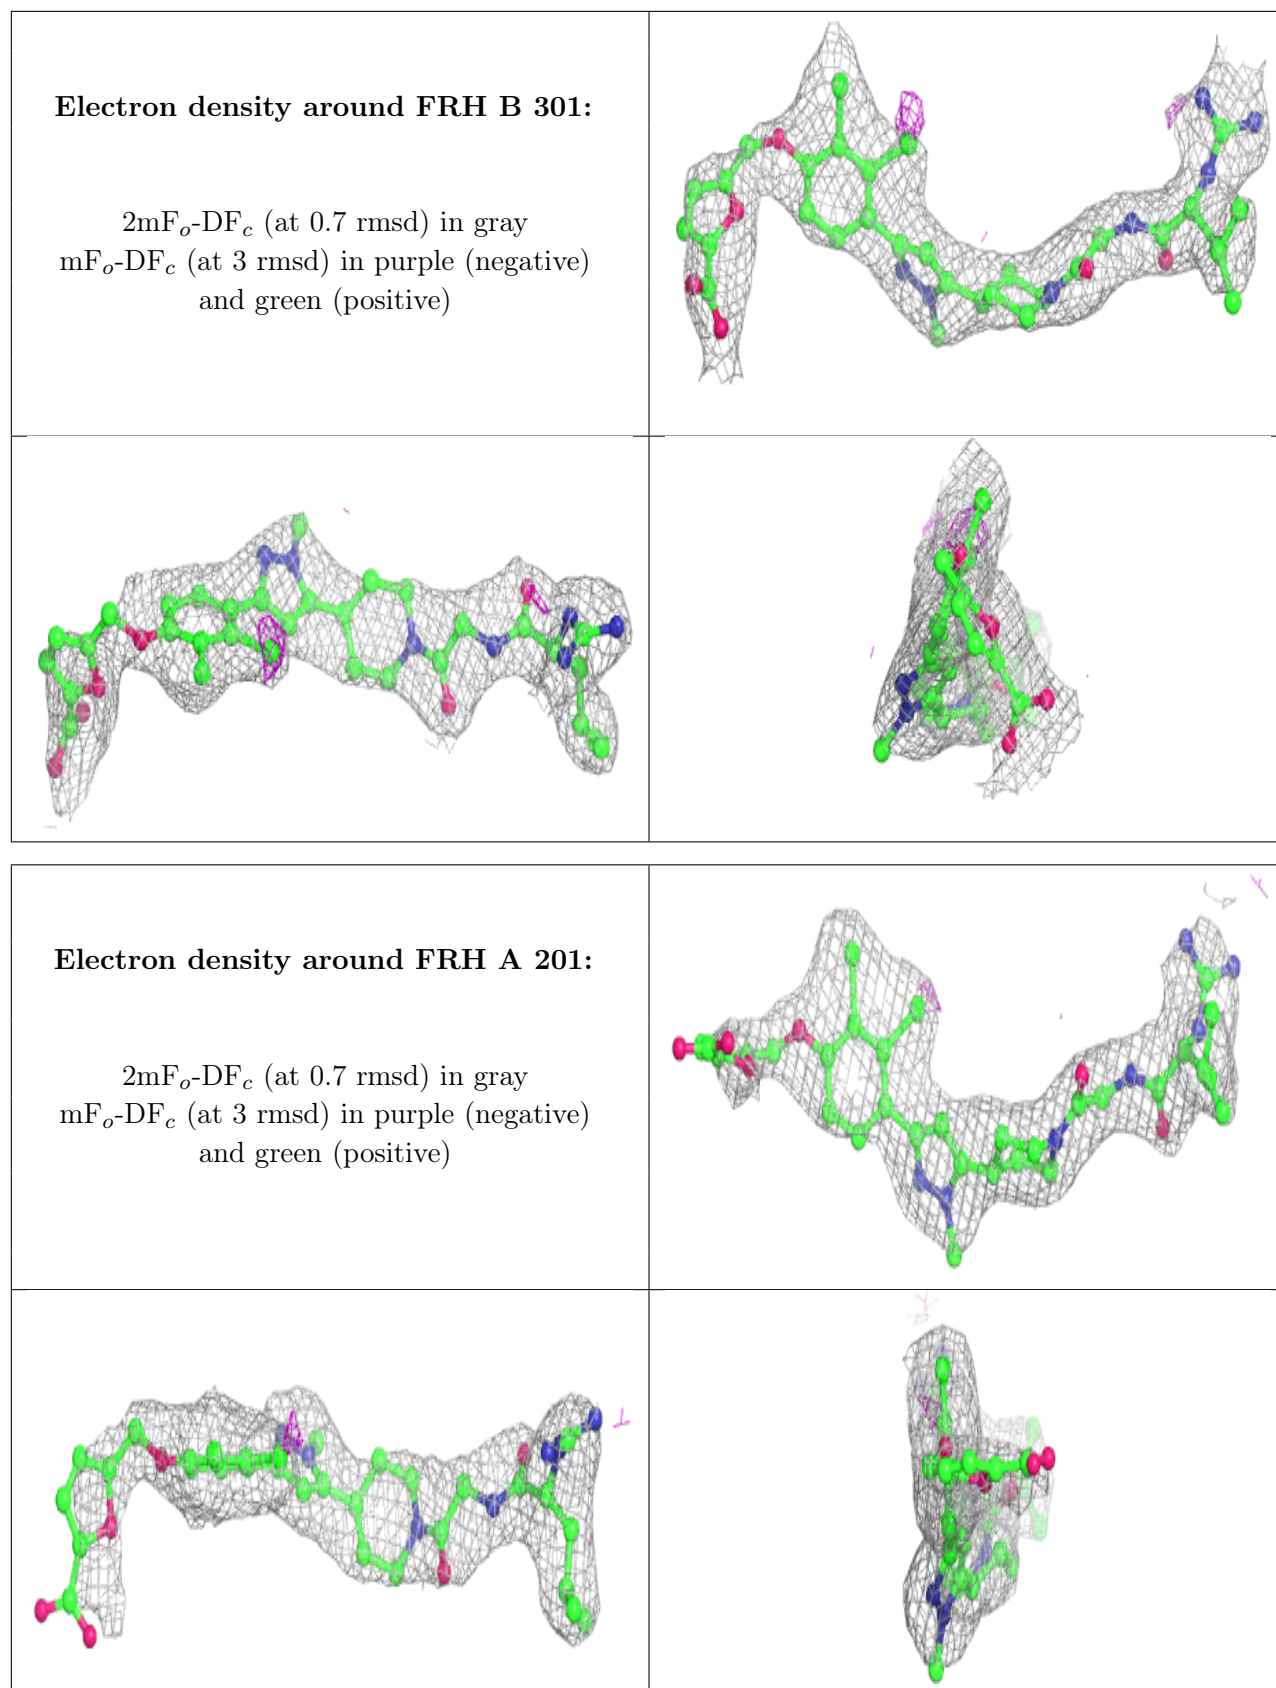 Electron density around FRH B 301:
2mFo-DFc (at 0.7 rmsd) in gray
mFo-DFc (at 3 rmsd) in purple (negative)
and green (positive)
Electron density around FRH A 201:
2mFo-DFc (at 0.7 rmsd) in gray
mFo-DFc (at 3 rmsd) in purple (negative)
and green (positive)